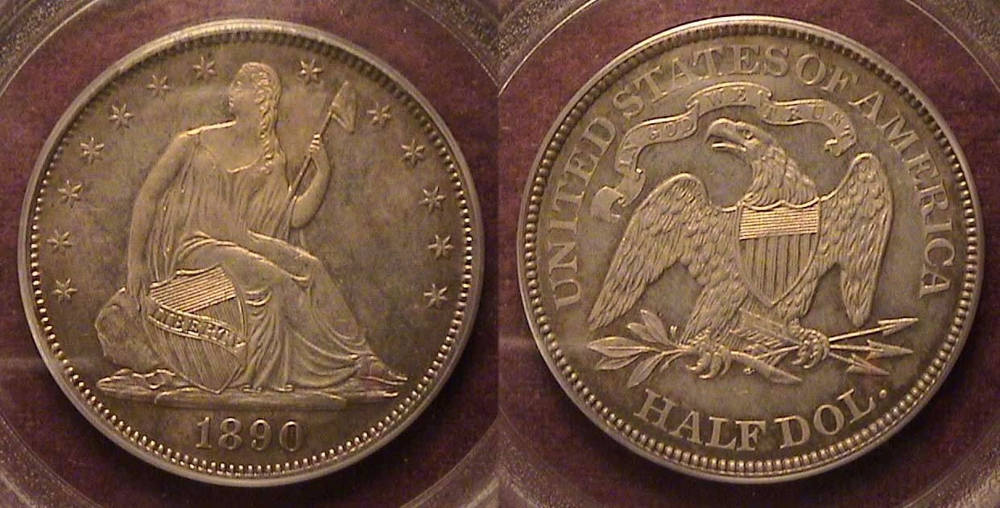 LIBERTY
1890
UNITED STATES OF AMERICA
IN GOD WE TRUST
HALF DOL.